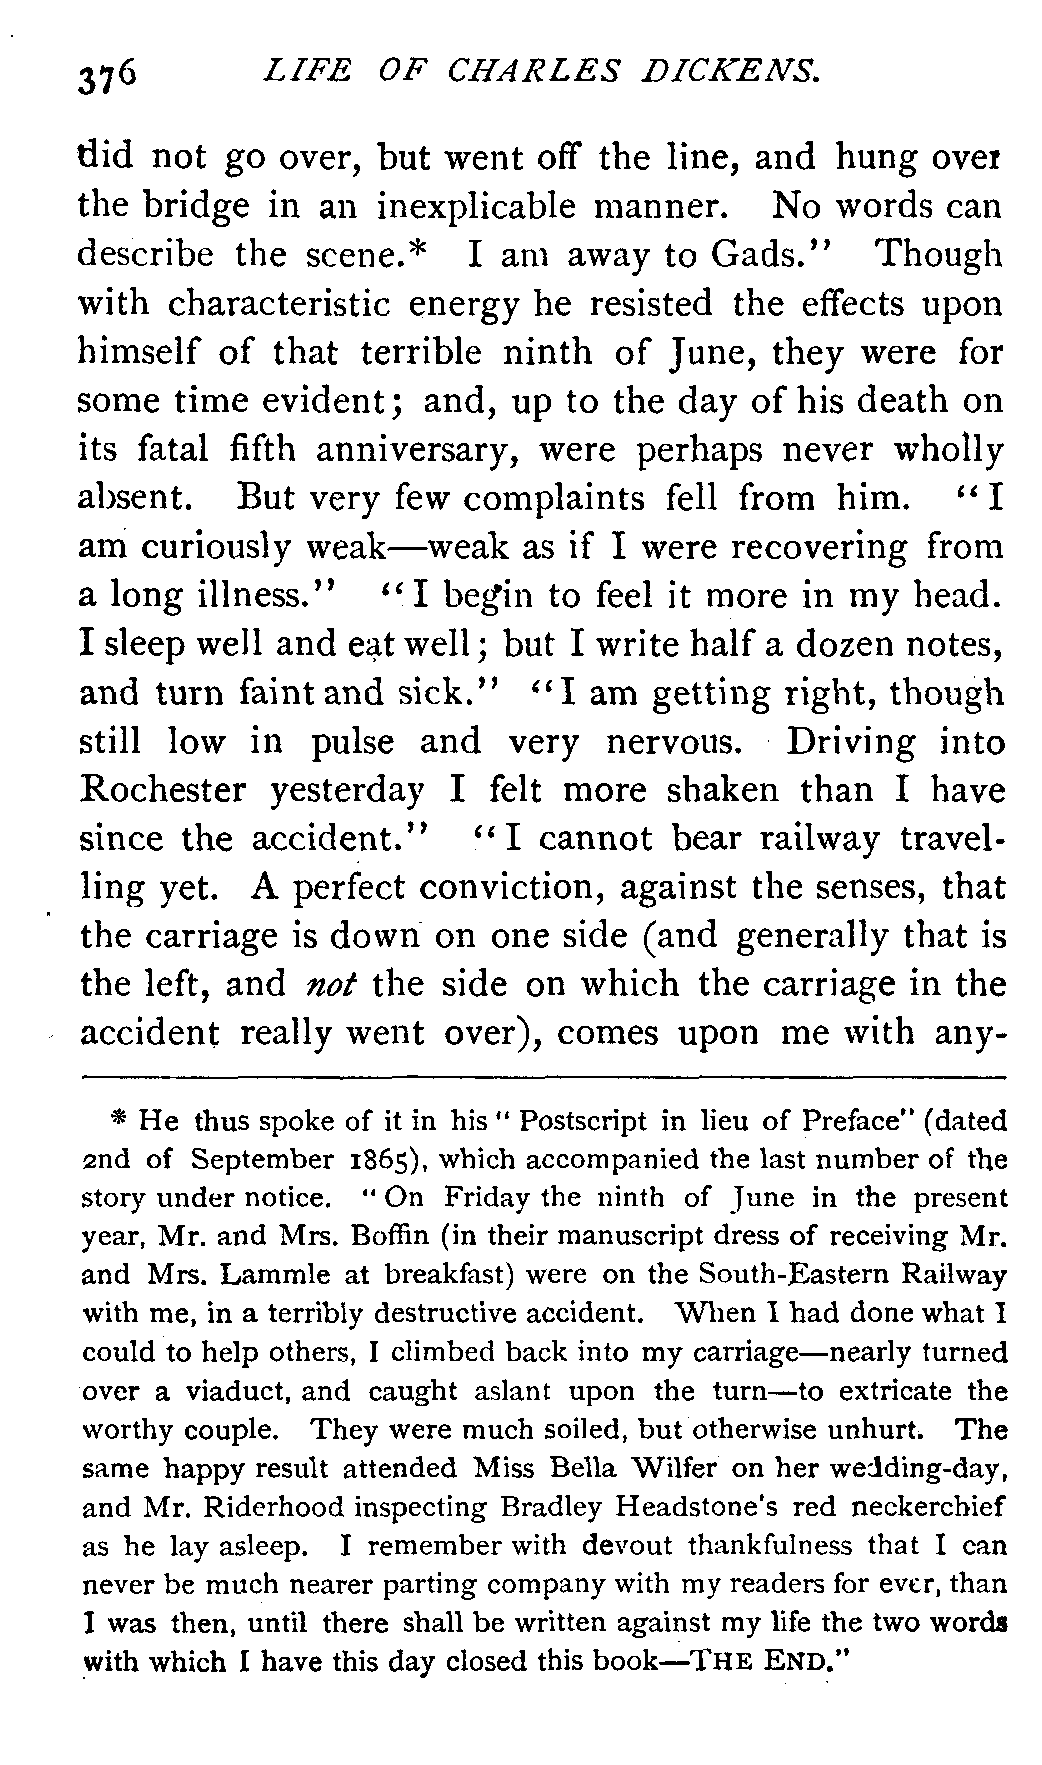 376 LIFE OF CHARLES DICKENS.
did not go over, but went off the line, and hung over
the bridge in an inexplicable manner. No words can
describe the scene.* I am away to Gads." Though
with characteristic energy he resisted the effects upon
himself of that terrible ninth of June, they were for
some time evident; and, up to the day of his death on
its fatal fifth anniversary, were perhaps never wholly
absent. But very few complaints fell from him. "I
am curiously weak—weak as if I were recovering from
a long illness." "I begin to feel it more in my head.
I sleep well and eat well; but I write half a dozen notes,
and turn faint and sick." "I am getting right, though
still low in pulse and very nervous. Driving into
Rochester yesterday I felt more shaken than I have
since the accident." "I cannot bear railway travel-
ling yet. A perfect conviction, against the senses, that
the carriage is down on one side (and generally that is
the left, and not the side on which the carriage in the
accident really went over), comes upon me with any-
* He thus spoke of it in his "Postscript in lieu of Preface" (dated
2nd of September 1865), which accompanied the last number of the
story under notice. "On Friday the ninth of June in the present
year, Mr. and Mrs. Boffin (in their manuscript dress of receiving Mr.
and Mrs. Lammle at breakfast) were on the South-Eastern Railway
with me, in a terribly destructive accident. When I had done what I
could to help others, I climbed back into my carriage—nearly turned
over a viaduct, and caught aslant upon the turn—to extricate the
worthy couple. They were much soiled, but otherwise unhurt. The
same happy result attended Miss Bella Wilfer on her wedding-day,
and Mr. Riderhood inspecting Bradley Headstone's red neckerchief
as he lay asleep. I remember with devout thankfulness that I can
never be much nearer parting company with my readers for ever, than
I was then, until there shall be written against my life the two words
with which I have this day closed this book—THE END."